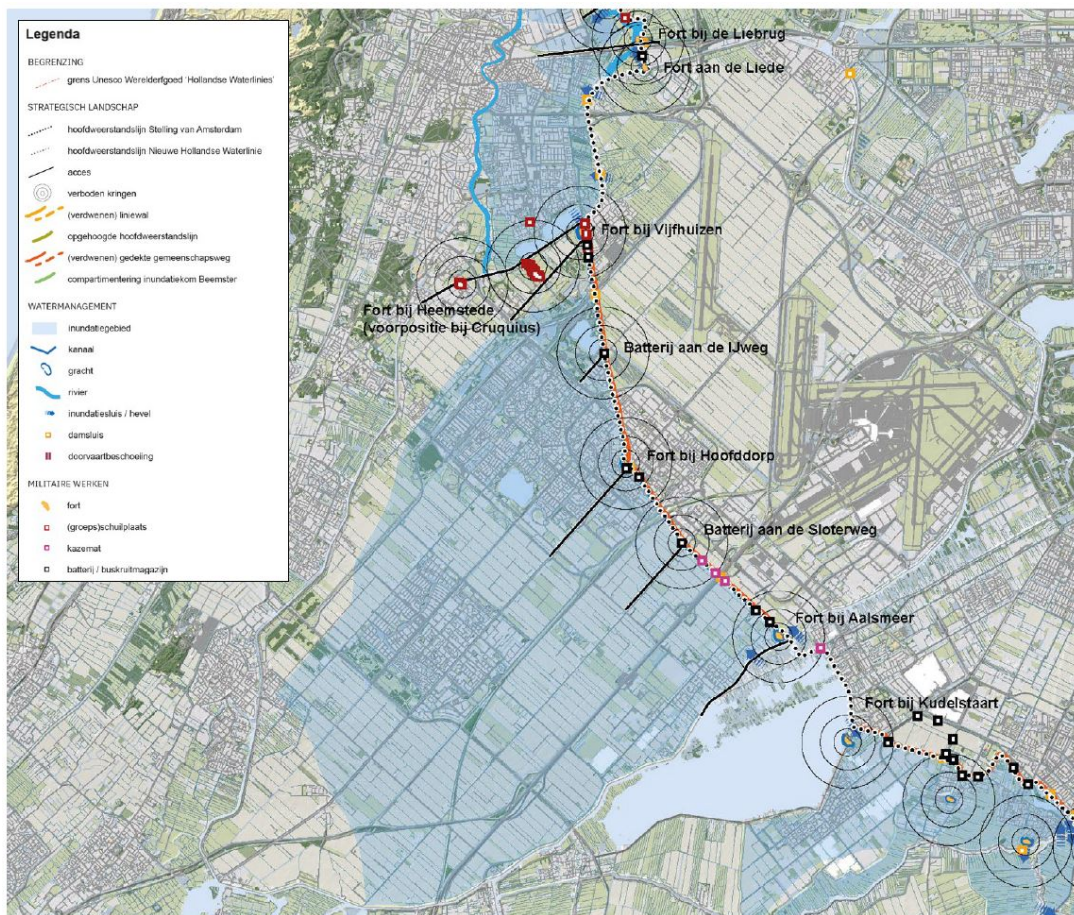 Legenda
BEGRENZING
grens Unesco Werelderfgoed 'Hollandse Waterlinies'
STRATEGISCH LANDSCHAP
hoofdweerstandslijn Stelling van Amsterdam
hoofdweerstandslijn Nieuwe Hollandse Waterlinie
acces
verboden kringen
(verdwenen) liniewal
opgehoogde hoofdweerstandslijn
(verdwenen) gedekte gemeenschapsweg
compartimentering inundatiekom Beemster
WATERMANAGEMENT
inundatiegebied
kanaal
gracht
rivier
inundatiesluis / hevel
damsluis
doorvaartbeschoeiing
MILITAIRE WERKEN
fort
(groeps)schuilplaats
kazemat
batterij / buskruitmagazijn
Fort bij de Liebrug
Fort aan de Liede
Fort bij Vijfhuizen
Fort bij Heemstede
(voorpositie bij Cruquius)
Batterij aan de IJweg
Fort bij Hoofddorp
Batterij aan de Sloterweg
Fort bij Aalsmeer
Fort bij Kudelstaart